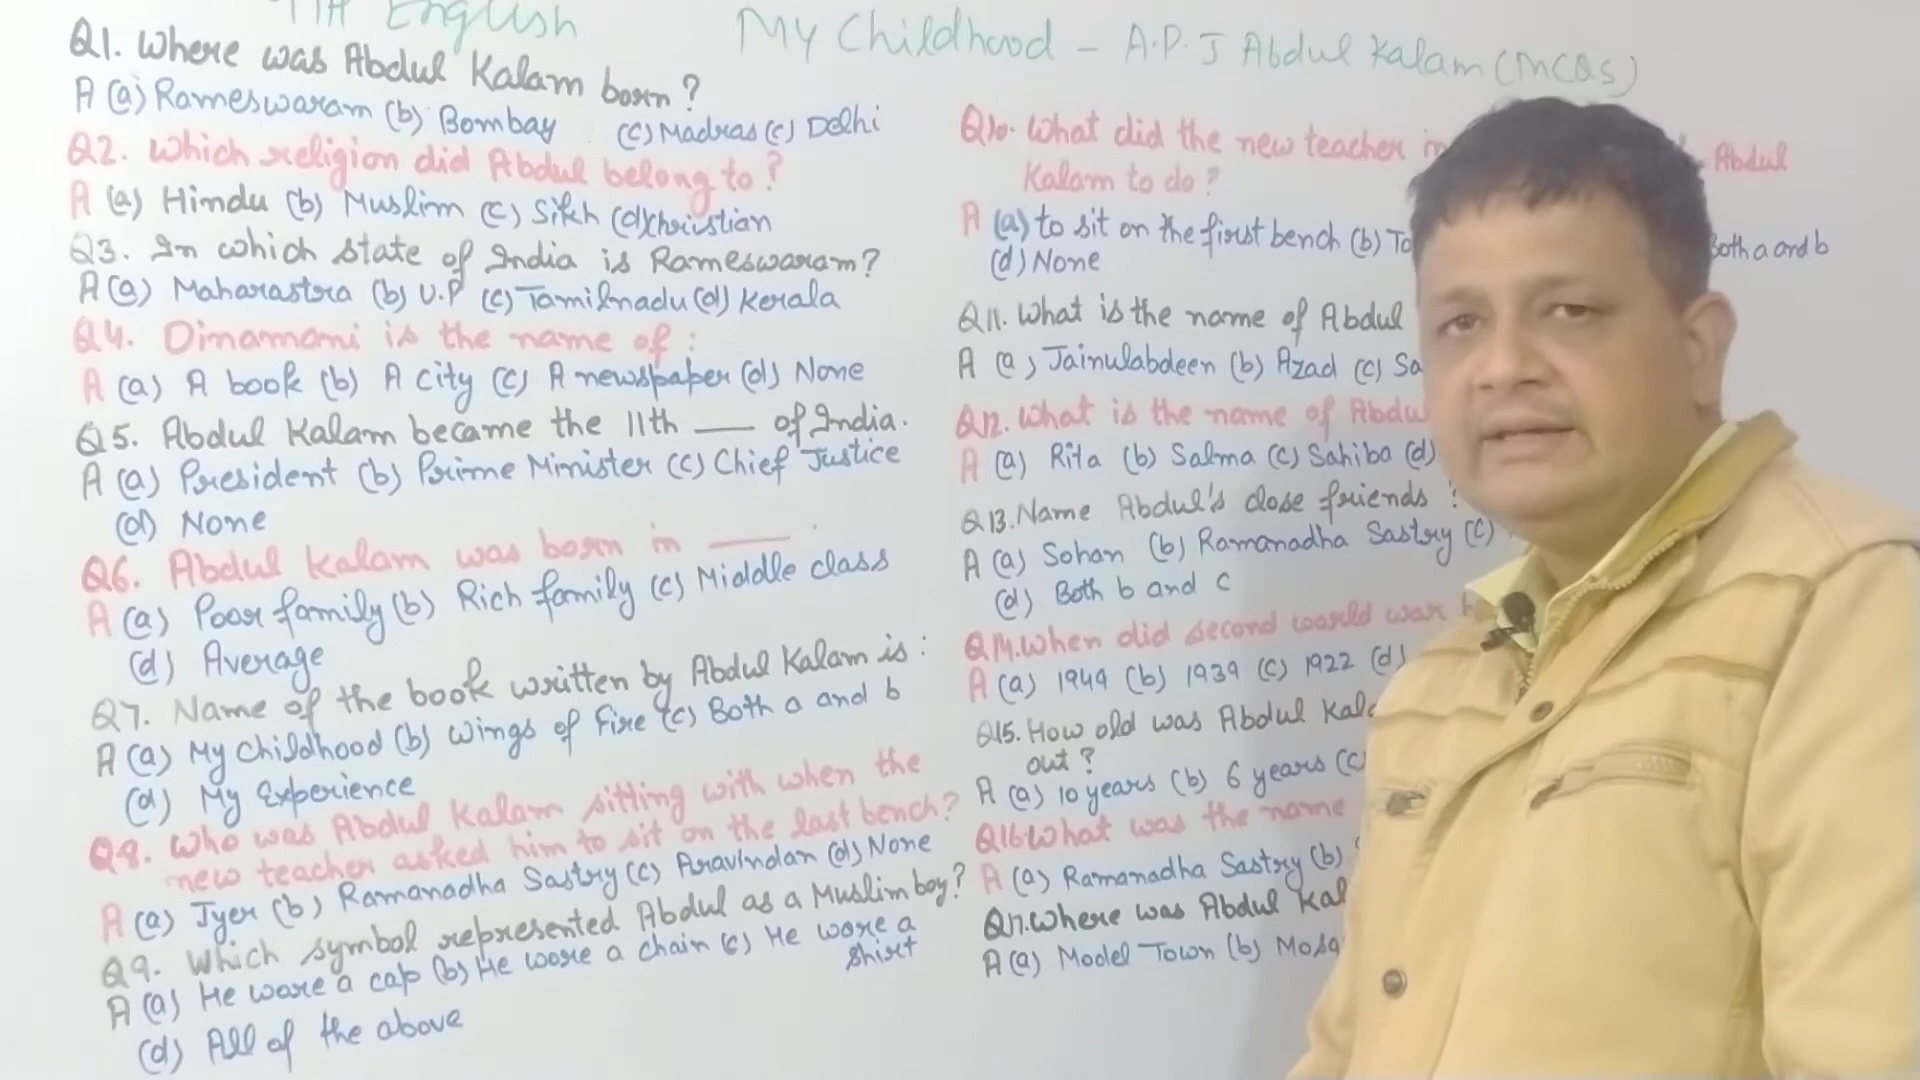 English
My Childhood - A.P.J Abdul Kalam (MCQS)
Q1. Where was Abdul Kalam born?
A (a) Rameswaram (b) Bombay (c) Madras (c) Delhi
Q2. Which religion did Abdul belong to?
A (a) Hindu (b) Muslim (c) Sikh (d) Christian
Q3. In which state of India is Rameswaram?
A (a) Maharastra (b) U.P (c) Tamilnadu (d) Kerala
Q4. Dinamani is the name of :
A (a) A book (b) A city (c) A newspaper (d) None
Q5. Abdul Kalam became the 11th ___ of India.
A (a) President (b) Prime Minister (c) Chief Justice
(d) None
Q6. Abdul Kalam was born in ____ .
A (a) Poor family (b) Rich family (c) Middle class
(d) Average
Q7. Name of the book written by Abdul Kalam is :
A (a) My Childhood (b) Wings of Fire (c) Both a and b
(d) My Experience
Q8. Who was Abdul Kalam sitting with when the
new teacher asked him to sit on the last bench?
A (a) Iyer (b) Ramanadha Sastry (c) Aravindan (d) None
Q9. Which symbol represented Abdul as a Muslim boy?
A (a) He wore a cap (b) He wore a chain (c) He wore a
shirt
(d) All of the above
Q10. What did the new teacher Abdul
Kalam to do?
A (a) to sit on the first bench (b) To Both a and b
(d) None
Q11. What is the name of Abdul
A (a) Jainulabdeen (b) Azad (c) Sa
Q12. What is the name of Abdu
A (a) Rita (b) Salma (c) Sahiba (d)
Q13. Name Abdul's close friends ?
A (a) Sohan (b) Ramanadha Sastry (c)
(d) Both b and c
Q14. When did second world war
A (a) 1949 (b) 1939 (c) 1922 (d)
Q15. How old was Abdul Kala
out ?
A (a) 10 years (b) 6 years (c
Q16 What was the name
A (a) Ramanadha Sastry (b)
Q17. Where was Abdul Kal
A (a) Model Town (b) Mosq